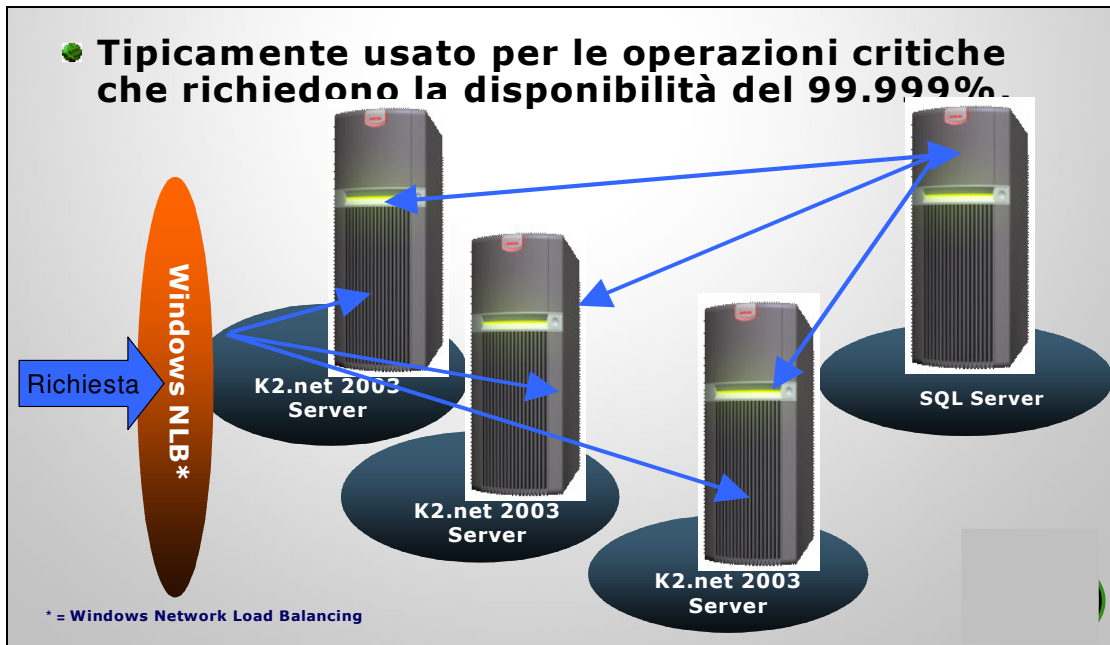 Tipicamente usato per le operazioni critiche
che richiedono la disponibilità del 99.999%.
Richiesta
Windows NLB*
K2.net 2003
Server
K2.net 2003
Server
K2.net 2003
Server
SQL Server
* = Windows Network Load Balancing